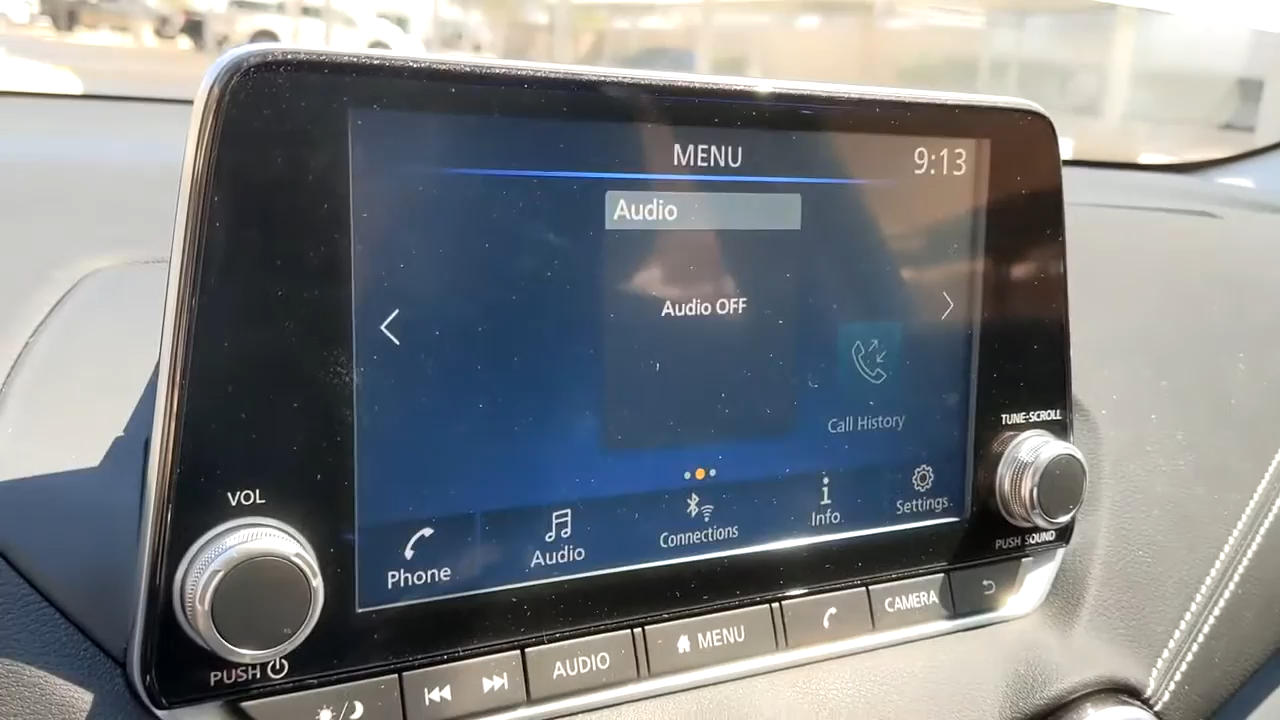 MENU
9:13
Audio
Audio OFF
Call History
Phone
Audio
Connections
Info
Settings
VOL
PUSH
TUNE·SCROLL
PUSH SOUND
AUDIO
MENU
CAMERA